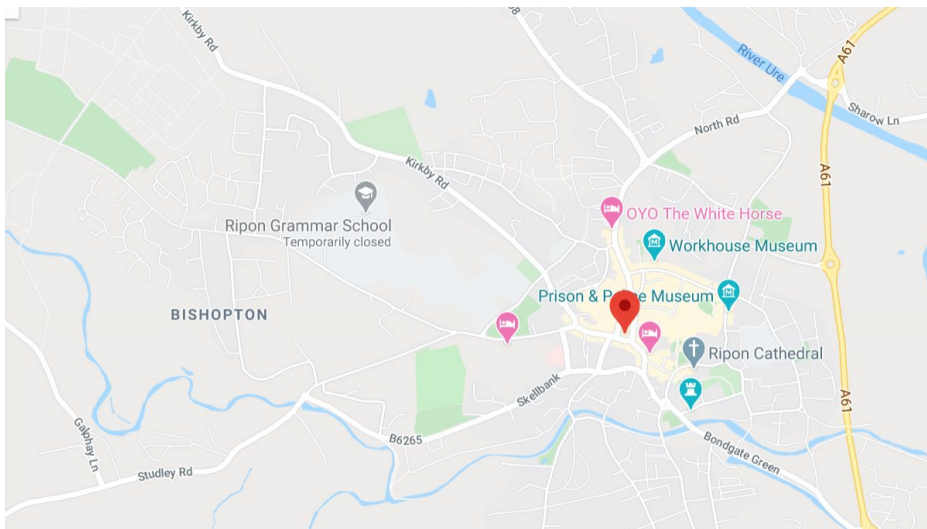 Kirkby Rd
A61
River Ure
Sharow Ln
North Rd
Kirkby Rd
A61
Ripon Grammar School
Temporarily closed
OYO The White Horse
Workhouse Museum
Prison & Police Museum
BISHOPTON
Ripon Cathedral
Skellbank
A61
Galphay Ln
B6265
Bondgate Green
Studley Rd